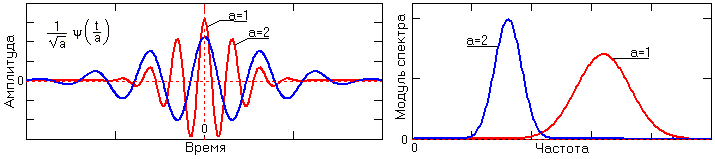 1/√a ψ(t/a)
a=1
a=2
Амплитуда
0
0
Время
a=2
a=1
Модуль спектра
0
Частота